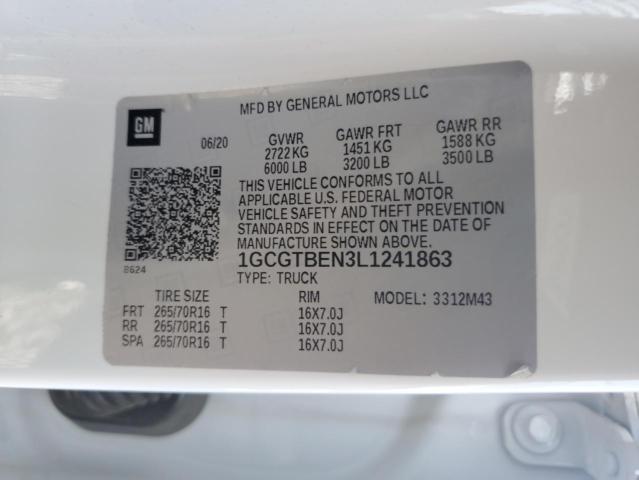 GM
MFD BY GENERAL MOTORS LLC
06/20 GVWR GAWR FRT GAWR RR
2722 KG 1451 KG 1588 KG
6000 LB 3200 LB 3500 LB
THIS VEHICLE CONFORMS TO ALL
APPLICABLE U.S. FEDERAL MOTOR
VEHICLE SAFETY AND THEFT PREVENTION
STANDARDS IN EFFECT ON THE DATE OF
MANUFACTURE SHOWN ABOVE.
8624
1GCGTBEN3L1241863
TYPE: TRUCK
TIRE SIZE RIM MODEL: 3312M43
FRT 265/70R16 T 16X7.0J
RR 265/70R16 T 16X7.0J
SPA 265/70R16 T 16X7.0J